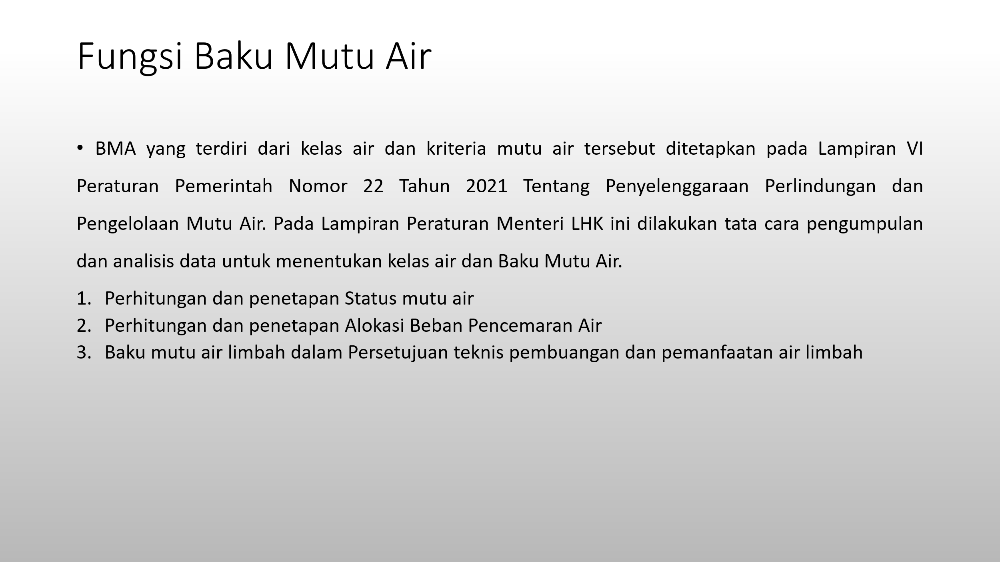 Fungsi Baku Mutu Air
• BMA yang terdiri dari kelas air dan kriteria mutu air tersebut ditetapkan pada Lampiran VI
Peraturan Pemerintah Nomor 22 Tahun 2021 Tentang Penyelenggaraan Perlindungan dan
Pengelolaan Mutu Air. Pada Lampiran Peraturan Menteri LHK ini dilakukan tata cara pengumpulan
dan analisis data untuk menentukan kelas air dan Baku Mutu Air.
1. Perhitungan dan penetapan Status mutu air
2. Perhitungan dan penetapan Alokasi Beban Pencemaran Air
3. Baku mutu air limbah dalam Persetujuan teknis pembuangan dan pemanfaatan air limbah